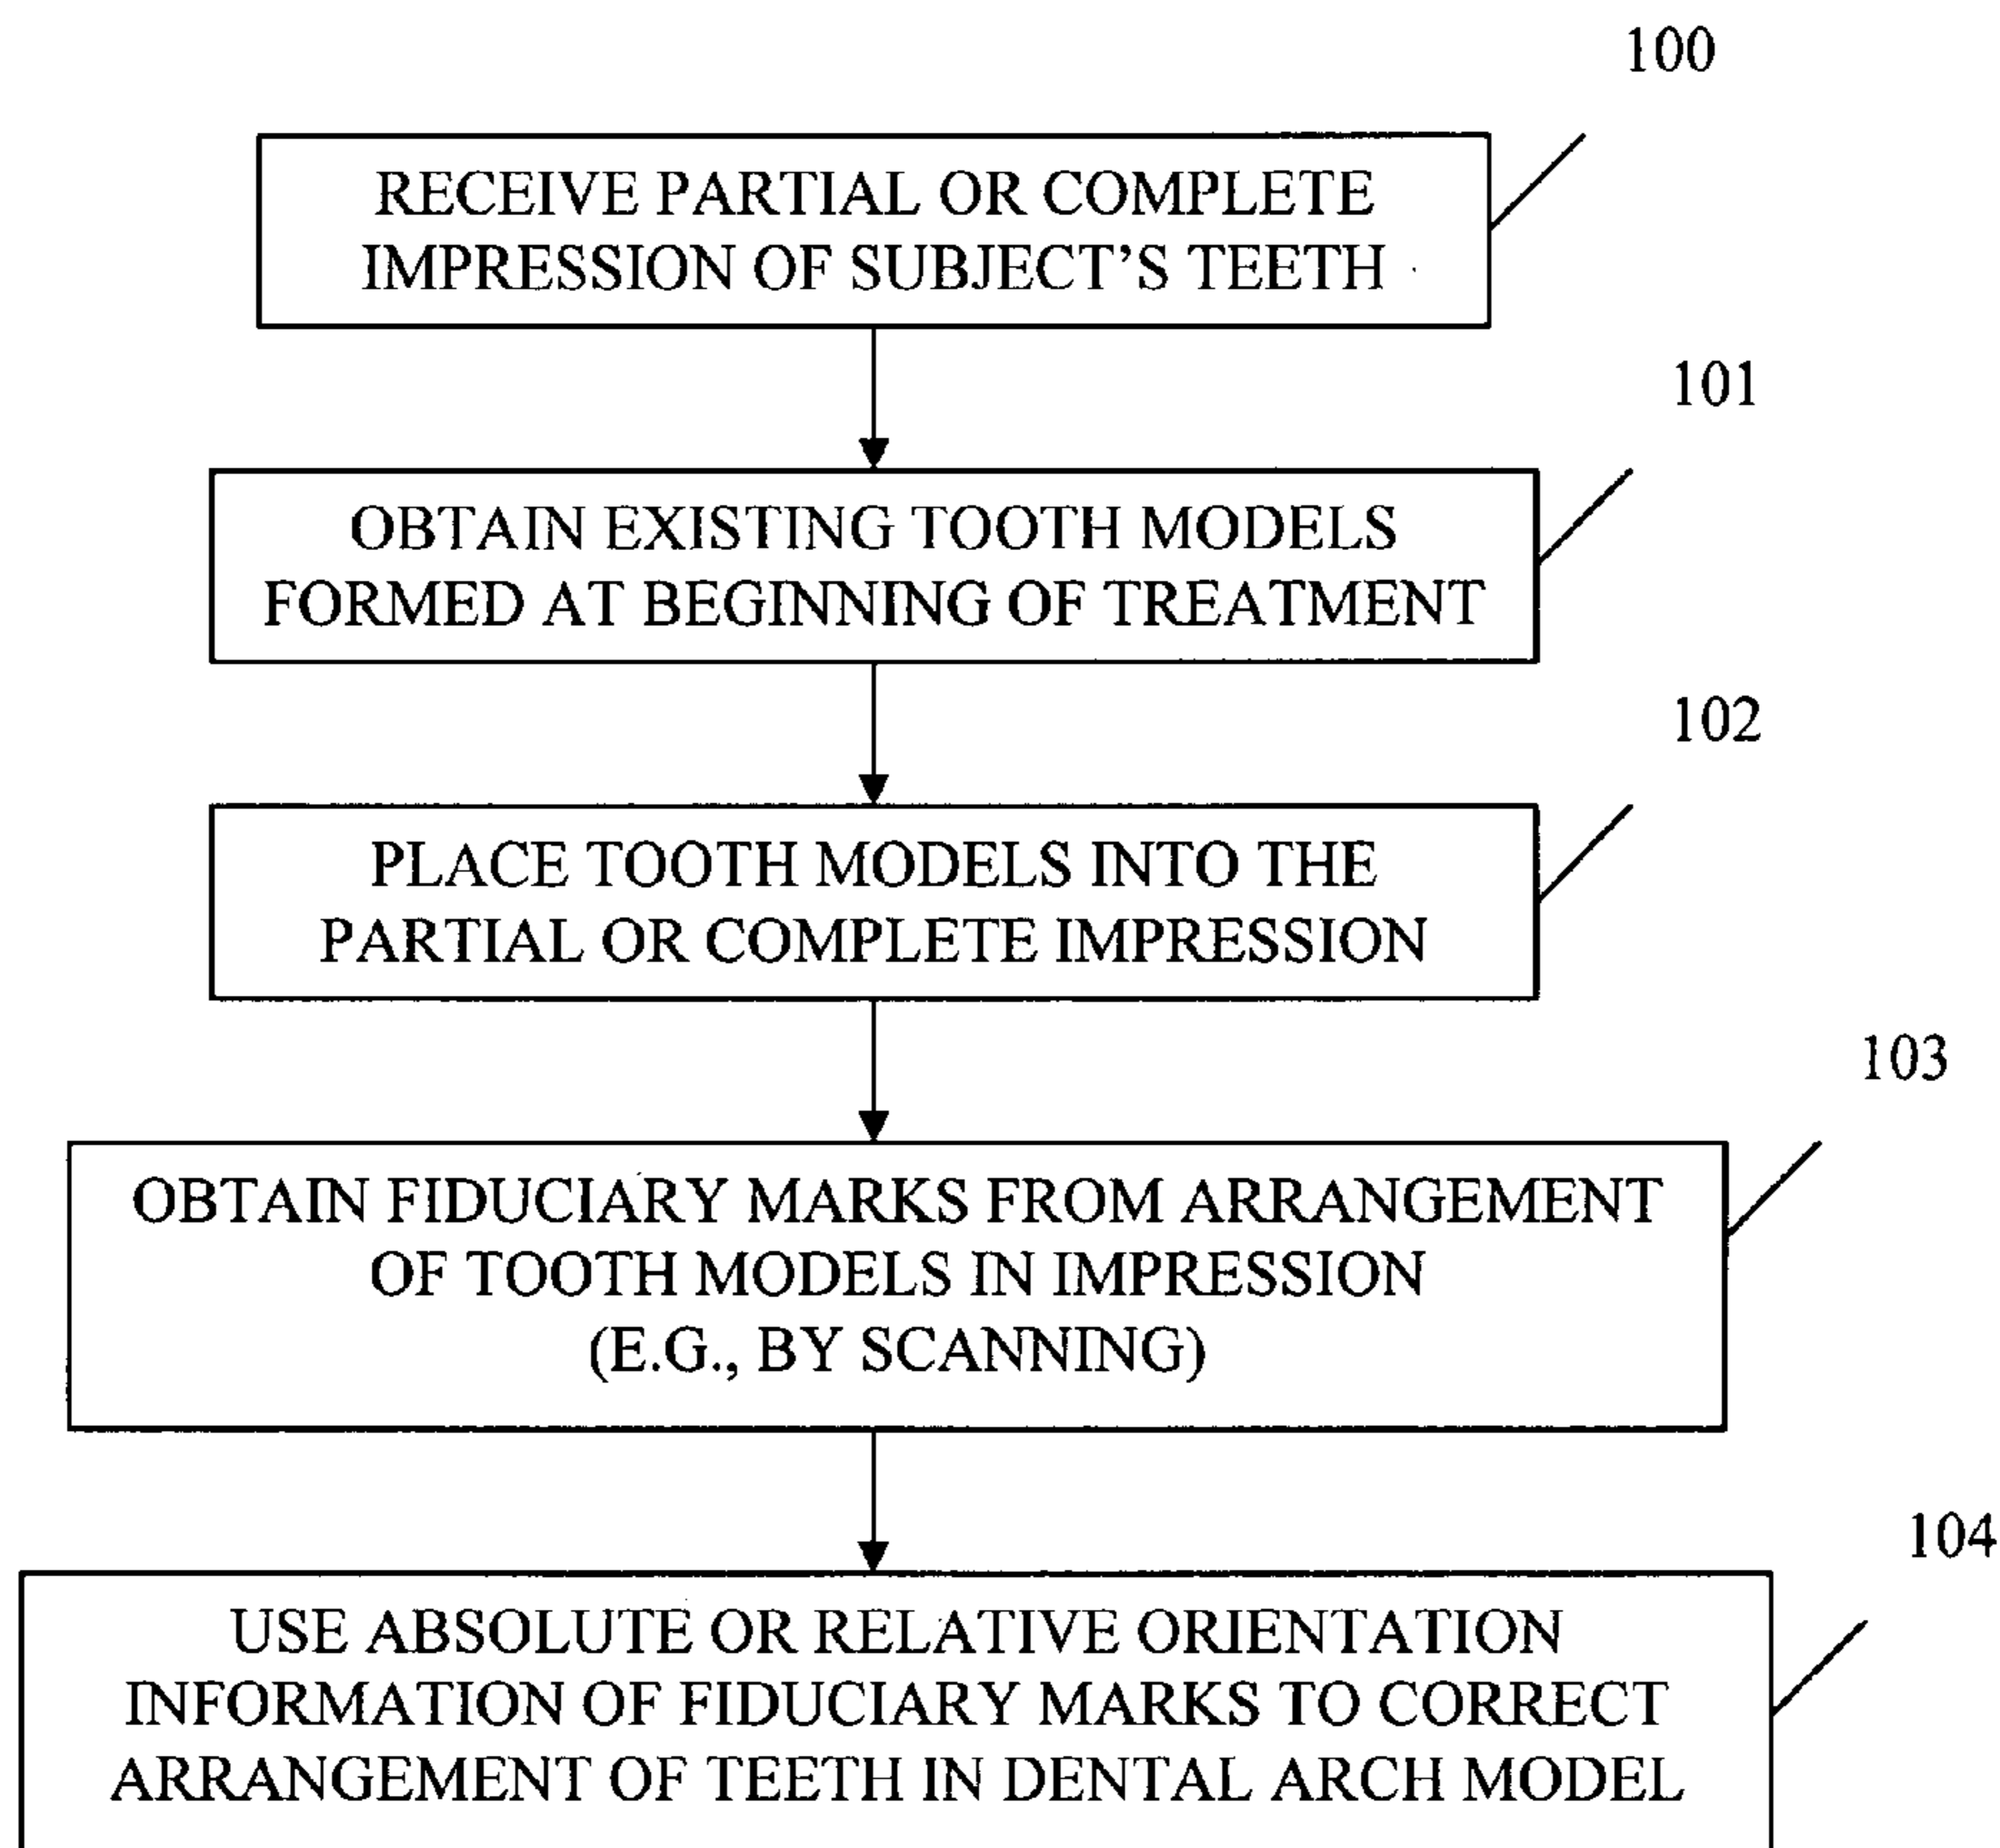 100
RECEIVE PARTIAL OR COMPLETE
IMPRESSION OF SUBJECT'S TEETH
101
OBTAIN EXISTING TOOTH MODELS
FORMED AT BEGINNING OF TREATMENT
102
PLACE TOOTH MODELS INTO THE
PARTIAL OR COMPLETE IMPRESSION
103
OBTAIN FIDUCIARY MARKS FROM ARRANGEMENT
OF TOOTH MODELS IN IMPRESSION
(E.G., BY SCANNING)
104
USE ABSOLUTE OR RELATIVE ORIENTATION
INFORMATION OF FIDUCIARY MARKS TO CORRECT
ARRANGEMENT OF TEETH IN DENTAL ARCH MODEL